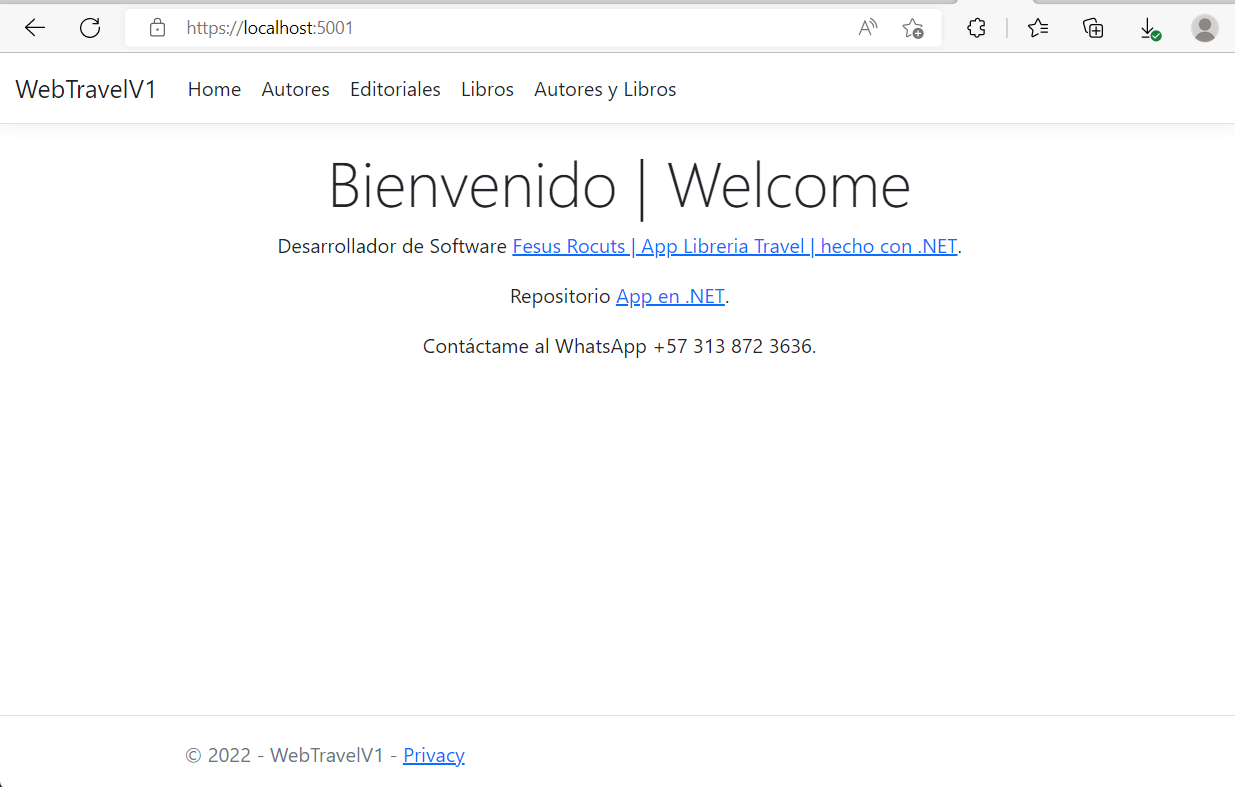 https://localhost:5001
WebTravelV1 Home Autores Editoriales Libros Autores y Libros
Bienvenido | Welcome
Desarrollador de Software Fesus Rocuts | App Libreria Travel | hecho con .NET.
Repositorio App en .NET.
Contáctame al WhatsApp +57 313 872 3636.
© 2022 - WebTravelV1 - Privacy